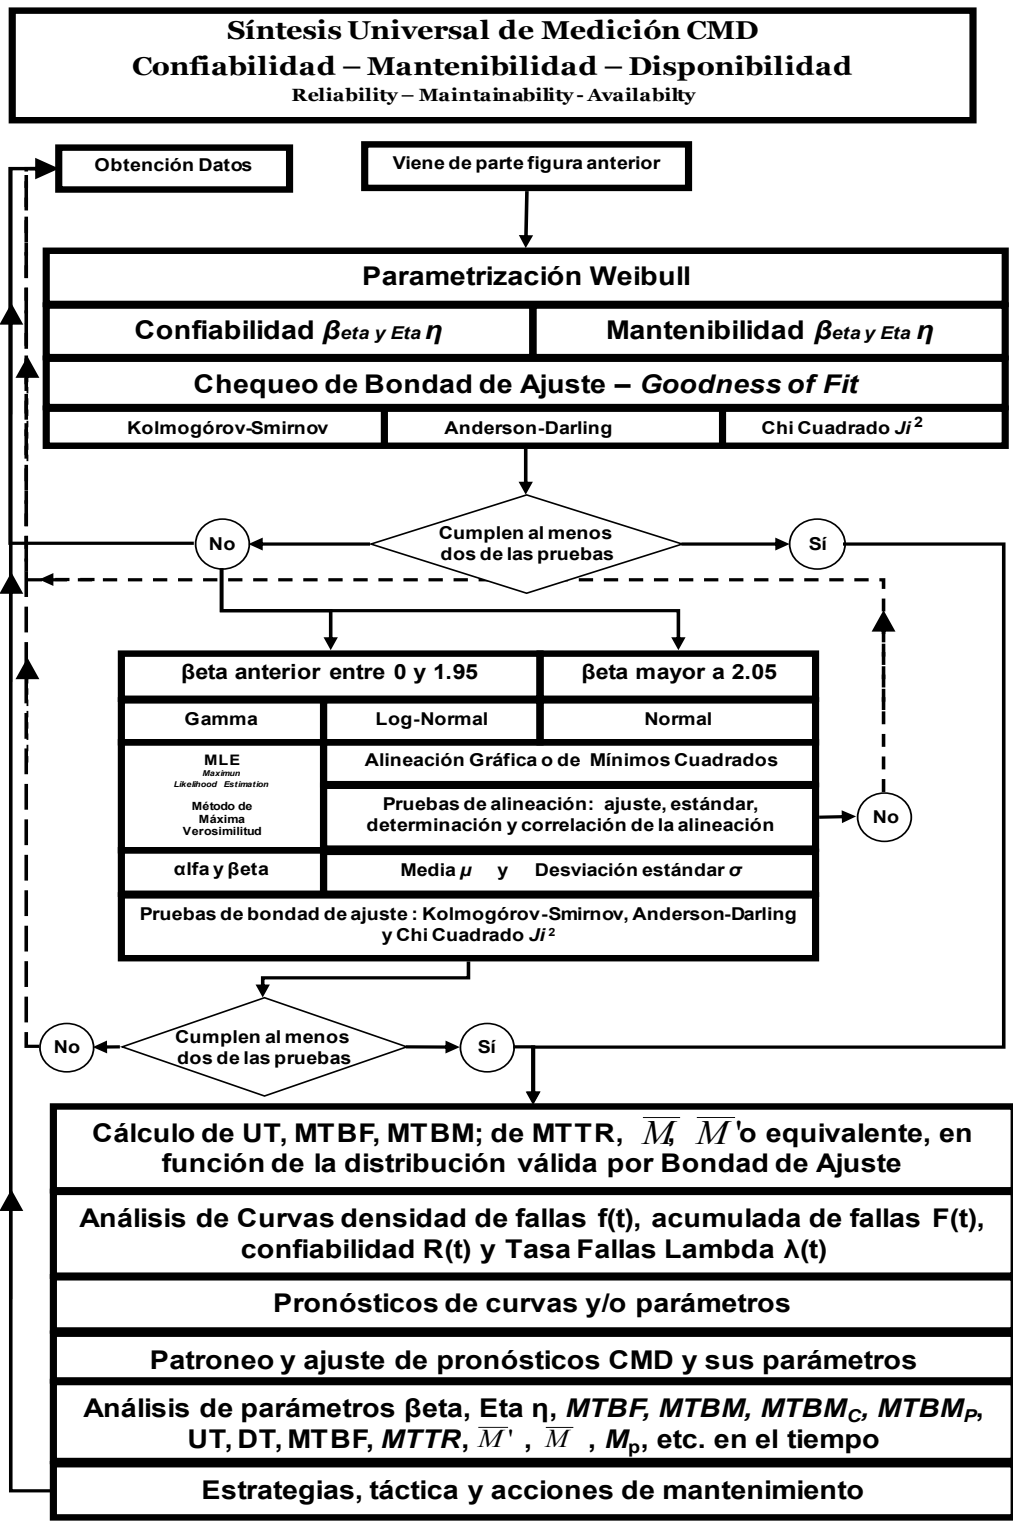 Síntesis Universal de Medición CMD
Confiabilidad – Mantenibilidad – Disponibilidad
Reliability – Maintainability - Availabilty
Obtención Datos
Viene de parte figura anterior
Parametrización Weibull
Confiabilidad βeta y Eta η
Mantenibilidad βeta y Eta η
Chequeo de Bondad de Ajuste – Goodness of Fit
Kolmogórov-Smirnov
Anderson-Darling
Chi Cuadrado Ji²
Cumplen al menos
dos de las pruebas
No
Sí
βeta anterior entre 0 y 1.95
βeta mayor a 2.05
Gamma
Log-Normal
Normal
MLE
Maximun
Likelihood Estimation
Método de
Máxima
Verosimilitud
Alineación Gráfica o de Mínimos Cuadrados
Pruebas de alineación: ajuste, estándar,
determinación y correlación de la alineación
No
αlfa y βeta
Media μ y Desviación estándar σ
Pruebas de bondad de ajuste : Kolmogórov-Smirnov, Anderson-Darling
y Chi Cuadrado Ji²
Cumplen al menos
dos de las pruebas
No
Sí
Cálculo de UT, MTBF, MTBM; de MTTR, M̅, M̅'o equivalente, en
función de la distribución válida por Bondad de Ajuste
Análisis de Curvas densidad de fallas f(t), acumulada de fallas F(t),
confiabilidad R(t) y Tasa Fallas Lambda λ(t)
Pronósticos de curvas y/o parámetros
Patroneo y ajuste de pronósticos CMD y sus parámetros
Análisis de parámetros βeta, Eta η, MTBF, MTBM, MTBM_C, MTBM_P,
UT, DT, MTBF, MTTR, M̅' , M̅ , Mp, etc. en el tiempo
Estrategias, táctica y acciones de mantenimiento